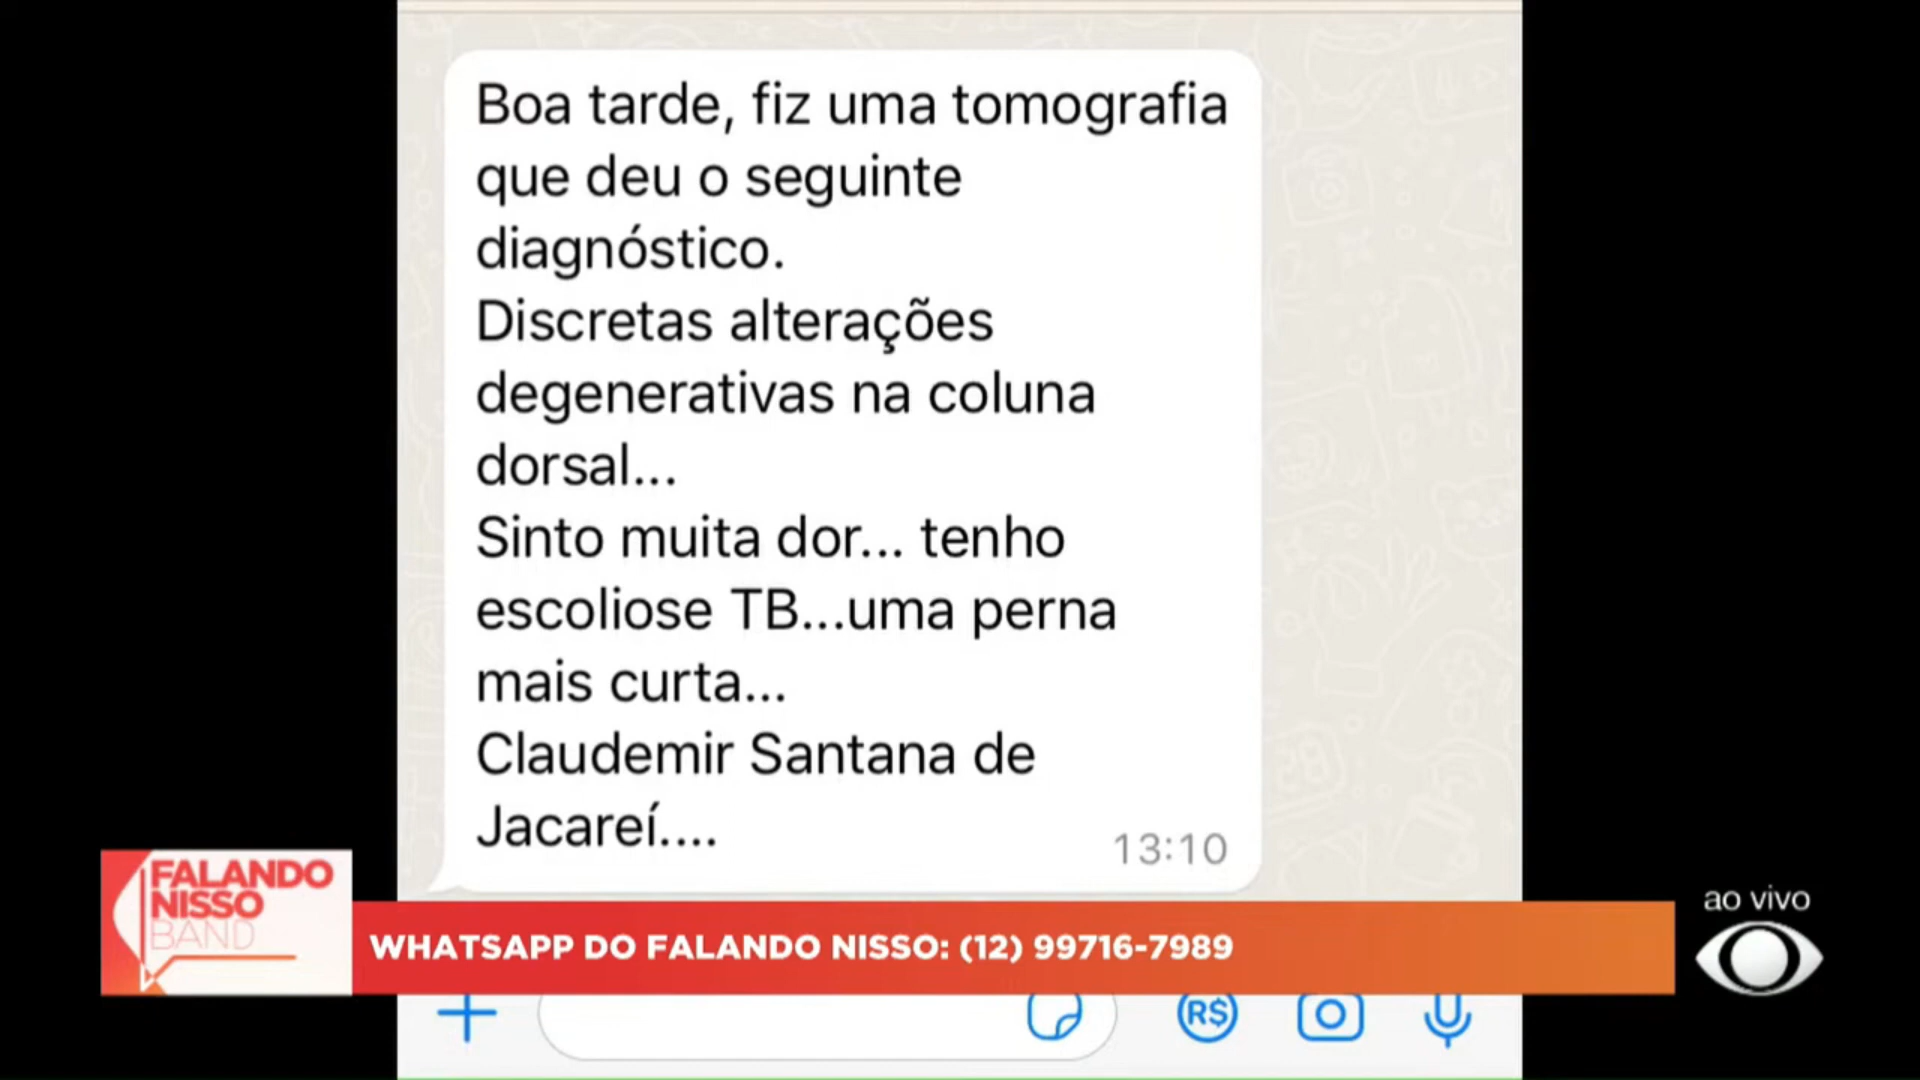 Boa tarde, fiz uma tomografia
que deu o seguinte
diagnóstico.
Discretas alterações
degenerativas na coluna
dorsal...
Sinto muita dor... tenho
escoliose TB...uma perna
mais curta...
Claudemir Santana de
Jacareí....
13:10
FALANDO
NISSO
BAND
WHATSAPP DO FALANDO NISSO: (12) 99716-7989
ao vivo
R$